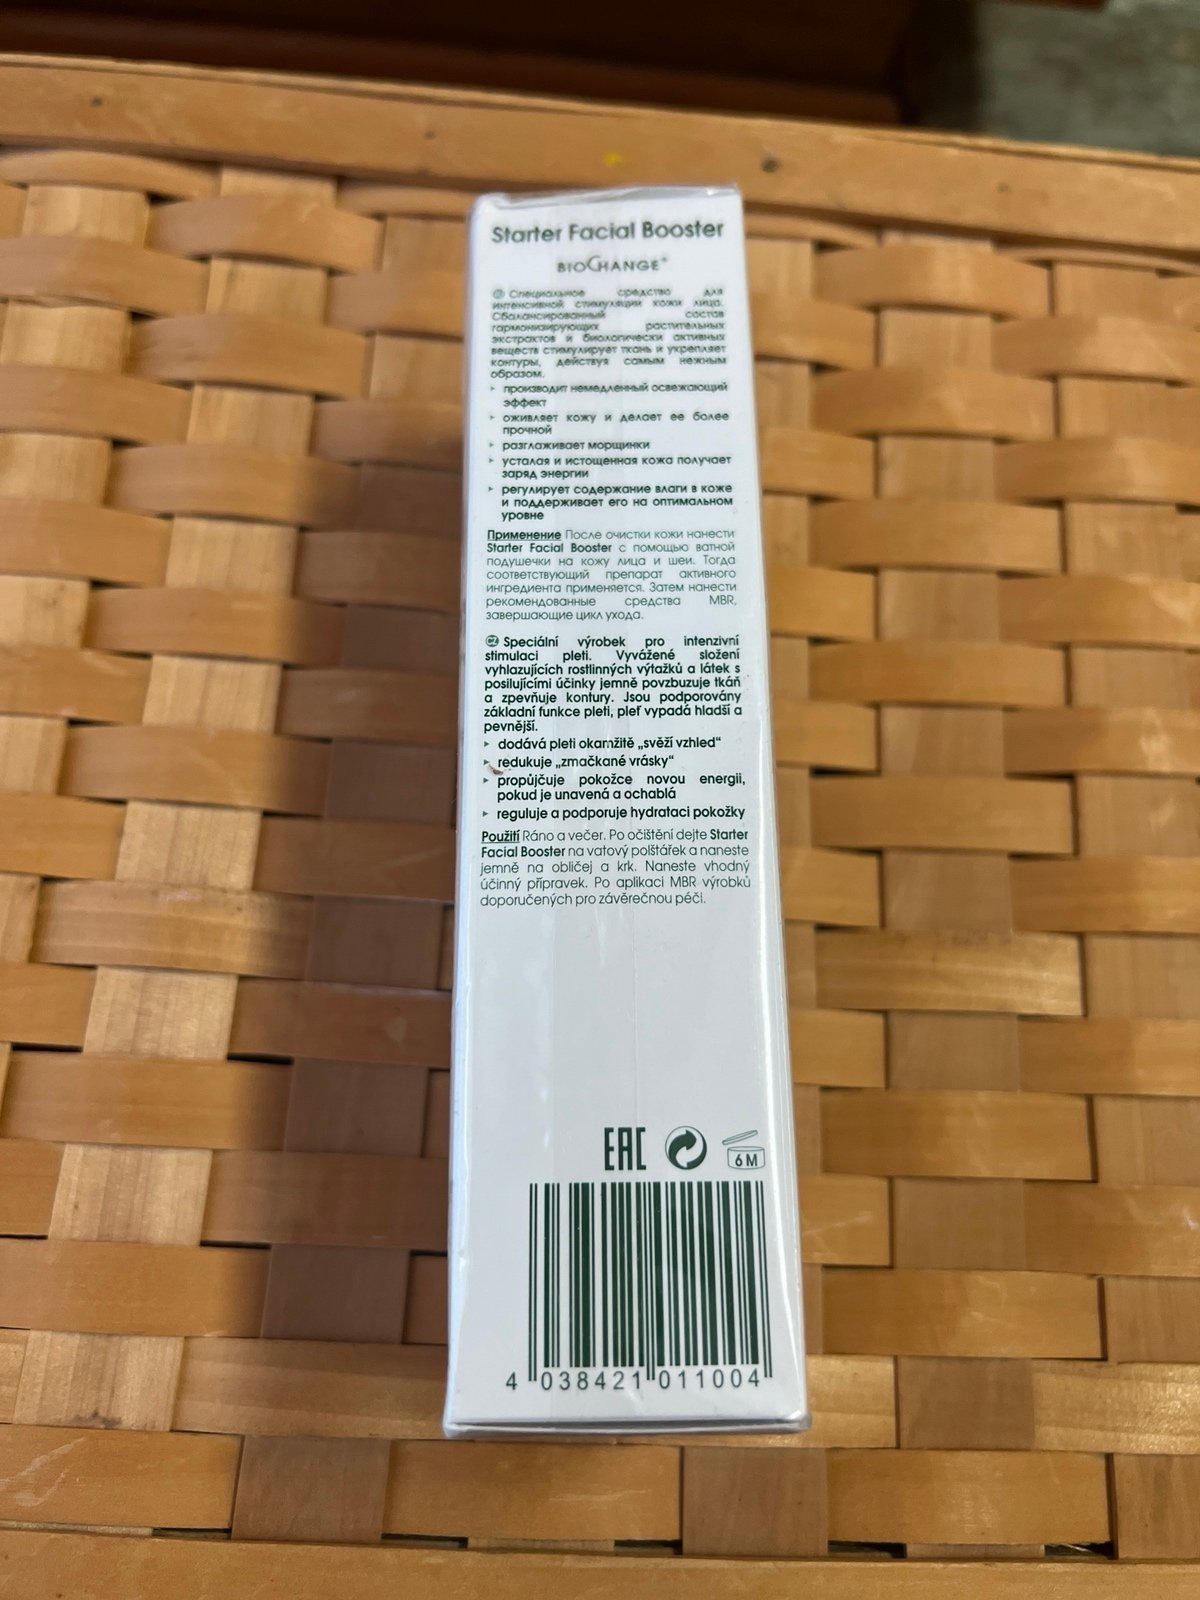 Starter Facial Booster
BIOCHANGE®
Специальное средство для
интенсивной стимуляции кожи лица.
Сбалансированный состав
гармонизирующих растительных
экстрактов и биологически активных
веществ стимулирует ткань и укрепляет
контуры, действуя самым нежным
образом.
‣ производит немедленный освежающий
эффект
‣ оживляет кожу и делает ее более
прочной
‣ разглаживает морщинки
‣ усталая и истощенная кожа получает
заряд энергии
‣ регулирует содержание влаги в коже
и поддерживает его на оптимальном
уровне
Применение После очистки кожи нанести
Starter Facial Booster с помощью ватной
подушечки на кожу лица и шеи. Тогда
соответствующий препарат активного
ингредиента применяется. Затем нанести
рекомендованные средства MBR,
завершающие цикл ухода.
CZ Speciální výrobek pro intenzivní
stimulaci pleti. Vyvážené složení
vyhlazujících rostlinných výtažků a látek s
posilujícími účinky jemně povzbuzuje tkáň
a zpevňuje kontury. Jsou podporovány
základní funkce pleti, pleť vypadá hladší a
pevnější.
‣ dodává pleti okamžitě „svěží vzhled“
‣ redukuje „zmačkané vrásky“
‣ propůjčuje pokožce novou energii,
pokud je unavená a ochablá
‣ reguluje a podporuje hydrataci pokožky
Použití Ráno a večer. Po očištění dejte Starter
Facial Booster na vatový polštářek a naneste
jemně na obličej a krk. Naneste vhodný
účinný přípravek. Po aplikaci MBR výrobků
doporučených pro závěrečnou péči.
EAC 6 M
4 038421 011004